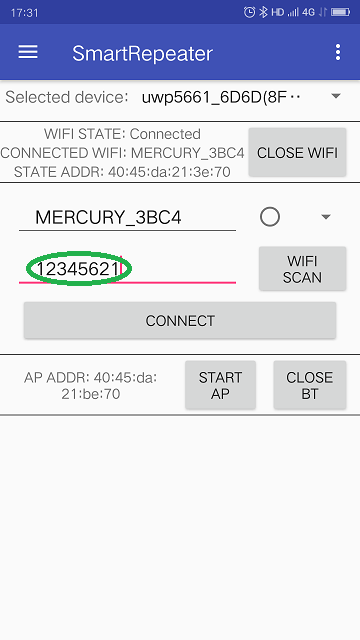 17:31 HD 4G
SmartRepeater
Selected device: uwp5661_6D6D(8F··
WIFI STATE: Connected
CONNECTED WIFI: MERCURY_3BC4
STATE ADDR: 40:45:da:21:3e:70
CLOSE WIFI
MERCURY_3BC4
12345621
WIFI
SCAN
CONNECT
AP ADDR: 40:45:da:
21:be:70
START
AP
CLOSE
BT